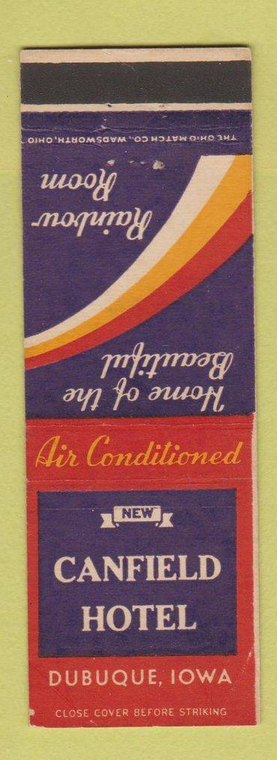 THE OHIO MATCH CO., WADSWORTH, OHIO
Home of the
Beautiful
Rainbow
Room
Air Conditioned
NEW
CANFIELD
HOTEL
DUBUQUE, IOWA
CLOSE COVER BEFORE STRIKING